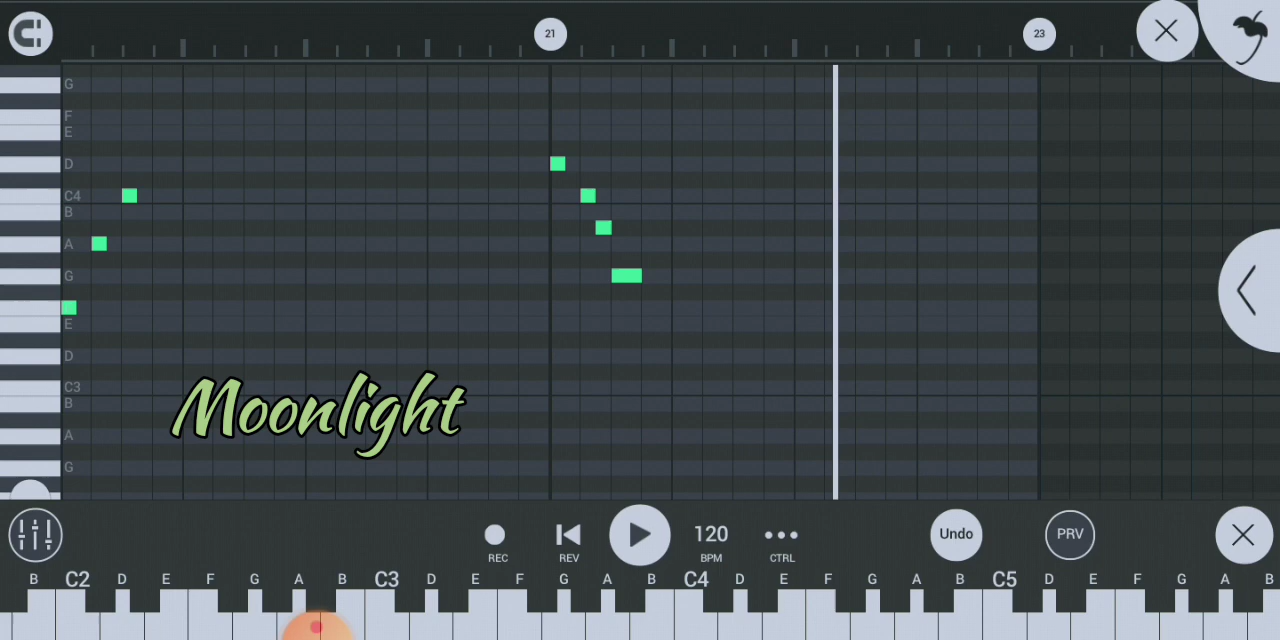 21 23
G
F
E
D
C4
B
A
G
E
D
C3
B
A
G
Moonlight
120
Undo
PRV
REC REV BPM CTRL
B C2 D E F G A B C3 D E F G A B C4 D E F G A B C5 D E F G A B